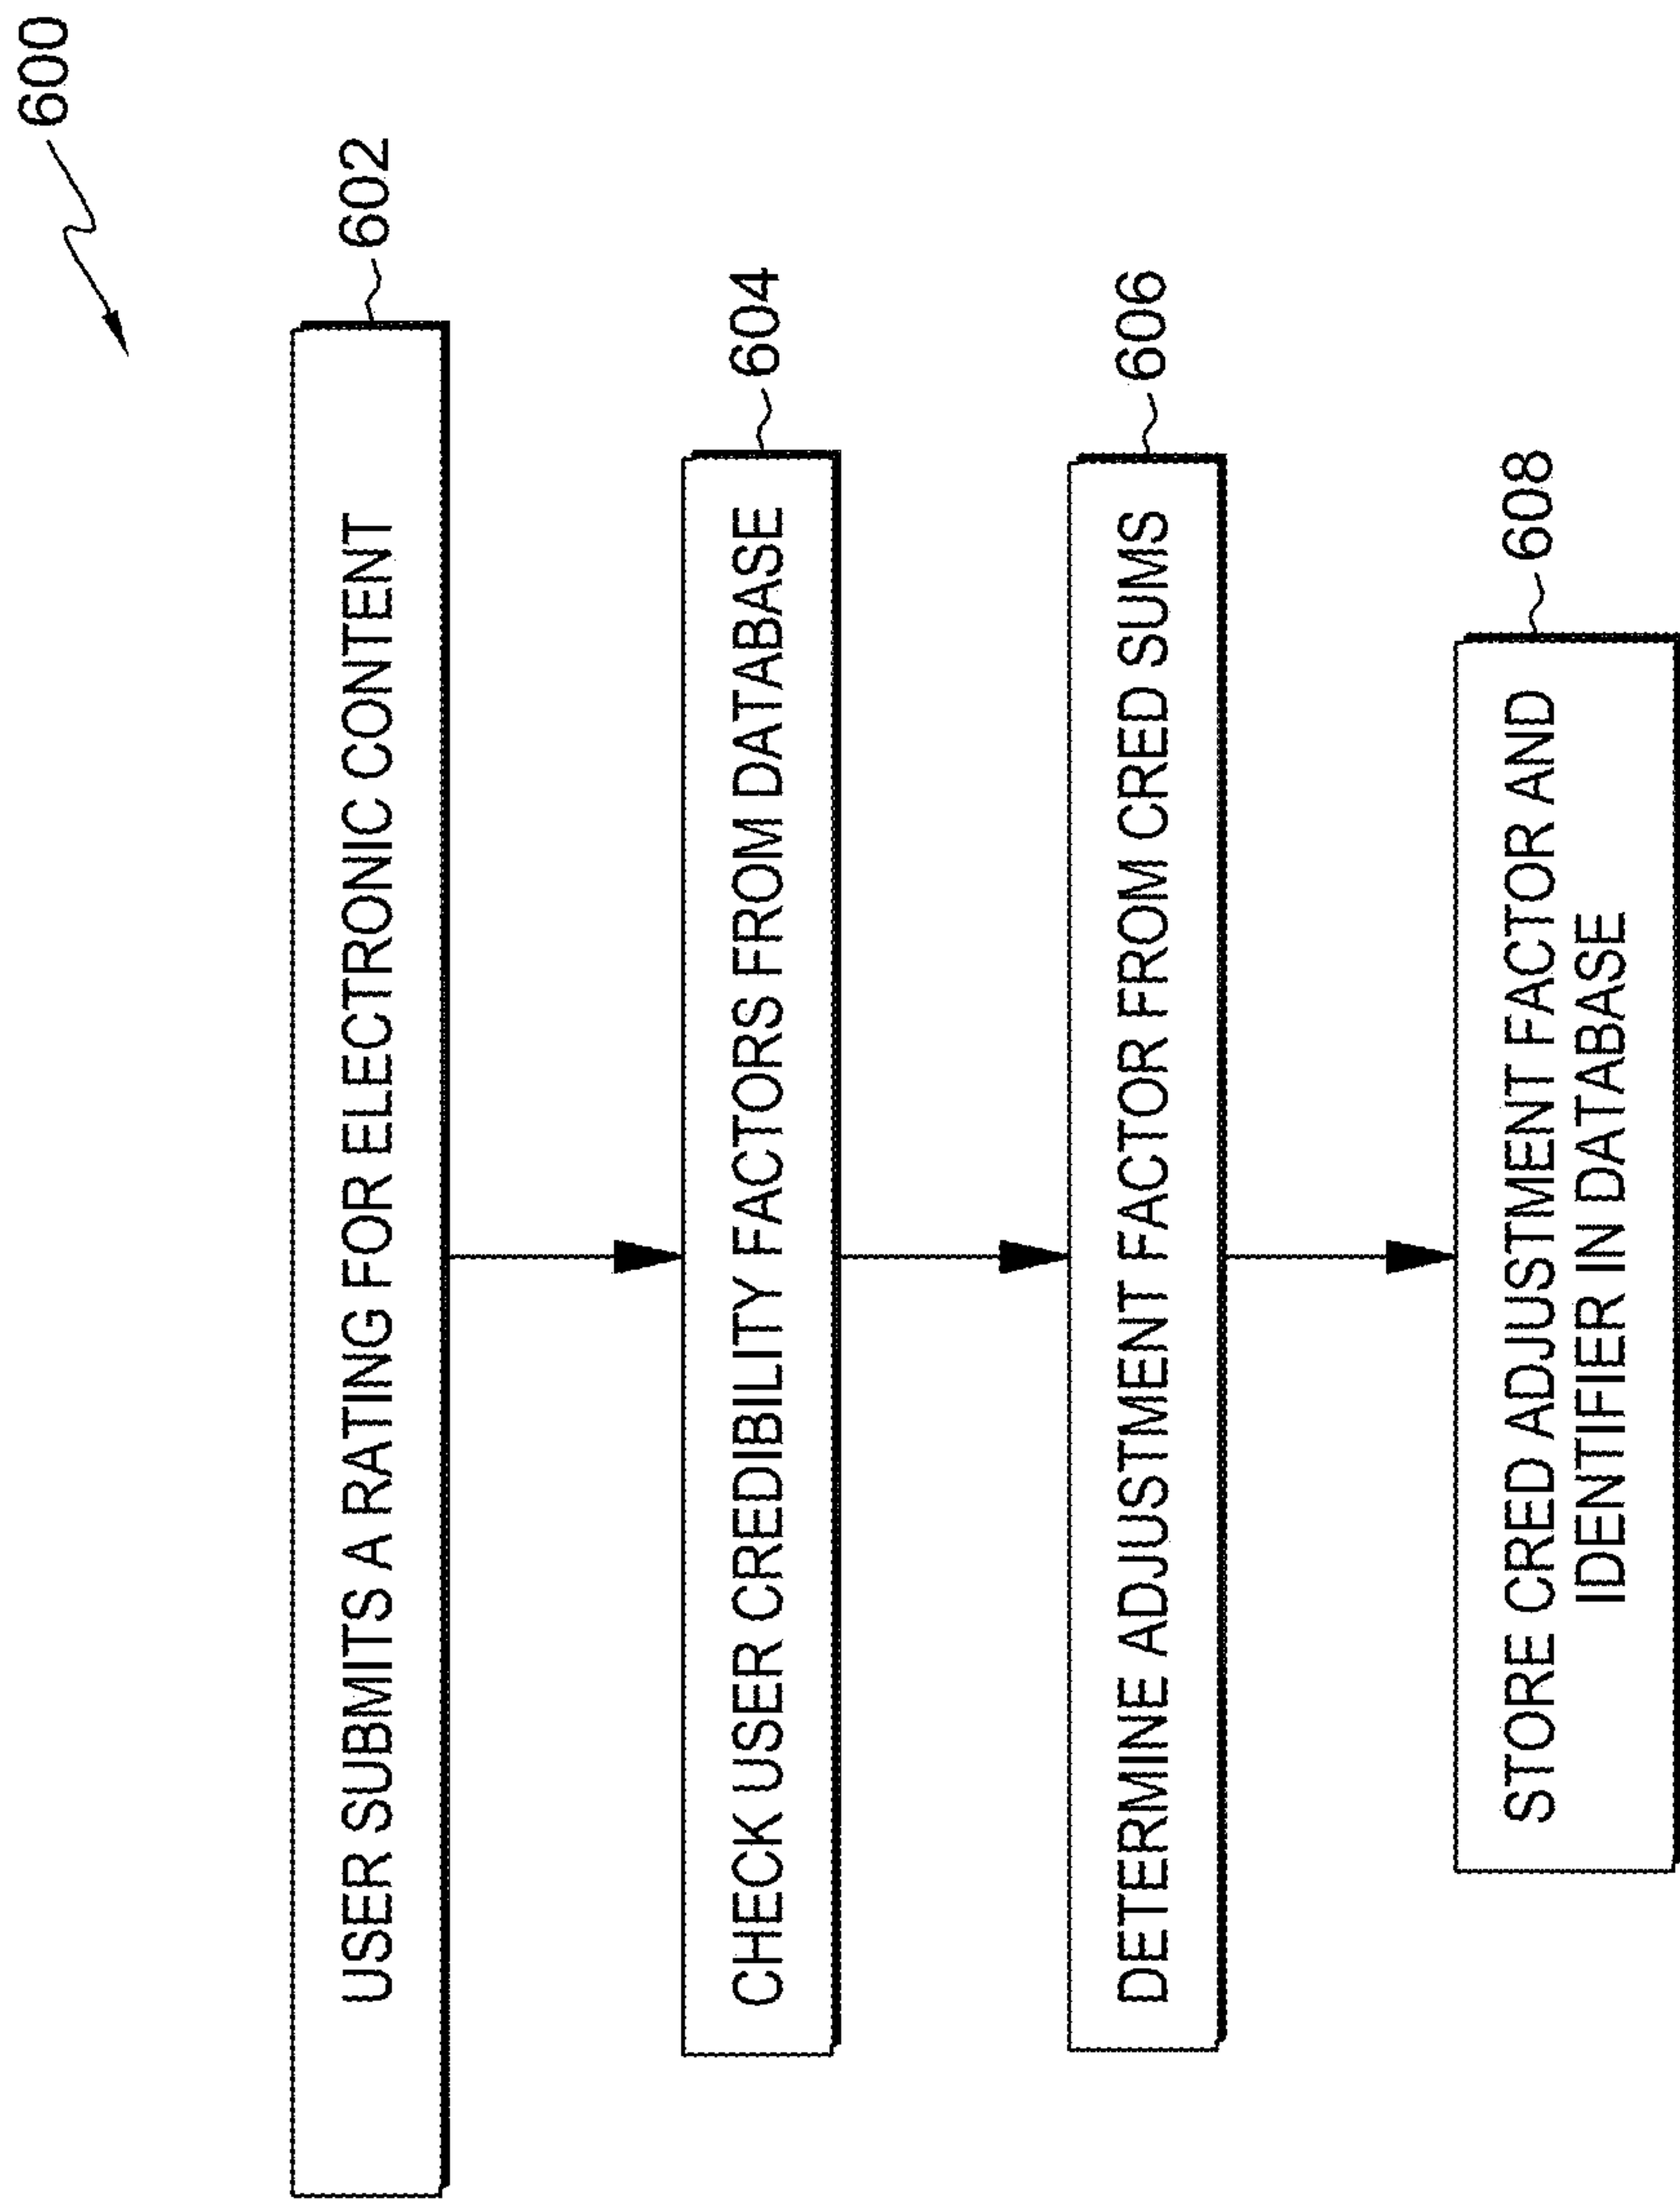 600
USER SUBMITS A RATING FOR ELECTRONIC CONTENT
602
CHECK USER CREDIBILITY FACTORS FROM DATABASE
604
DETERMINE ADJUSTMENT FACTOR FROM CRED SUMS
606
STORE CRED ADJUSTMENT FACTOR AND
IDENTIFIER IN DATABASE
608